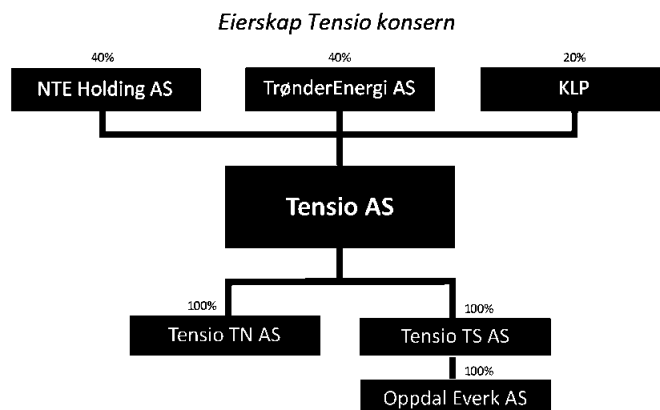 Eierskap Tensio konsern
40%
40%
20%
NTE Holding AS
TrønderEnergi AS
KLP
Tensio AS
100%
100%
Tensio TN AS
Tensio TS AS
100%
Oppdal Everk AS